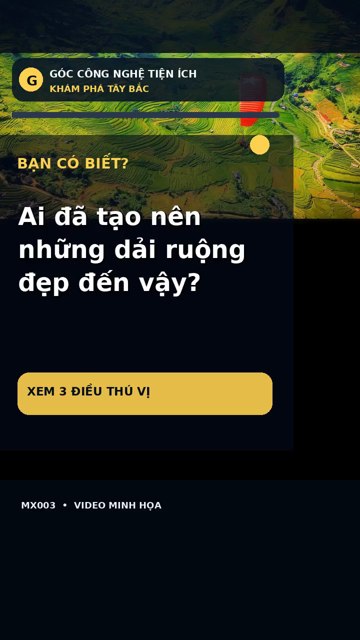 G
GÓC CÔNG NGHỆ TIỆN ÍCH
KHÁM PHÁ TÂY BẮC
BẠN CÓ BIẾT?
Ai đã tạo nên
những dải ruộng
đẹp đến vậy?
XEM 3 ĐIỀU THÚ VỊ
MX003 • VIDEO MINH HỌA